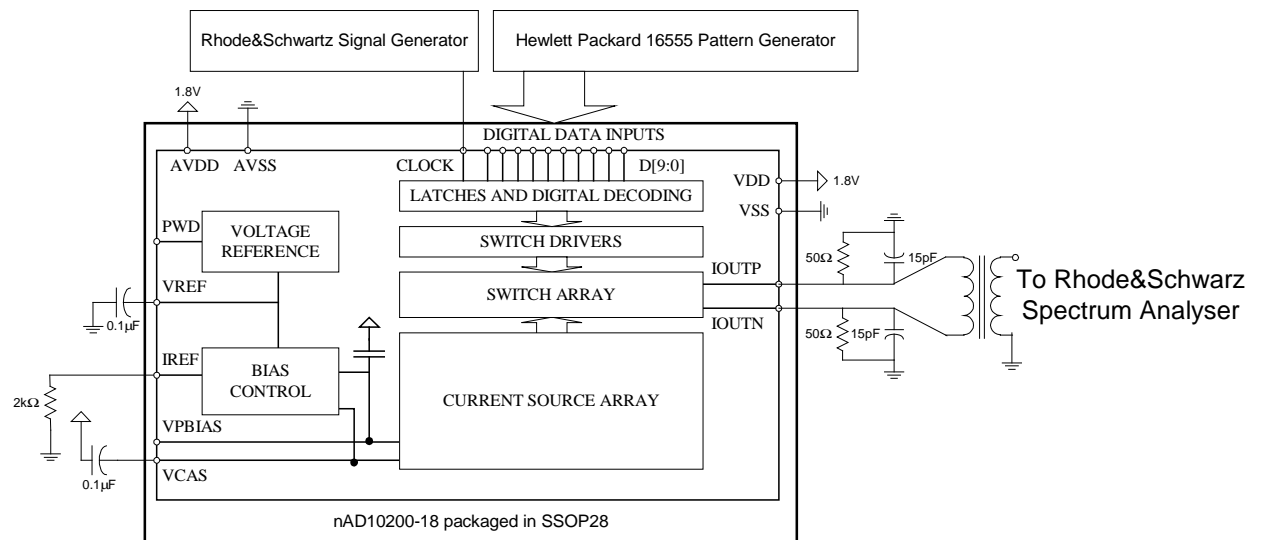 Rhode&Schwartz Signal Generator
Hewlett Packard 16555 Pattern Generator
1.8V
DIGITAL DATA INPUTS
AVDD AVSS
CLOCK
D[9:0]
LATCHES AND DIGITAL DECODING
VDD
1.8V
VSS
PWD
VOLTAGE
REFERENCE
SWITCH DRIVERS
VREF
0.1µF
SWITCH ARRAY
IOUTP
IOUTN
50Ω
15pF
50Ω
15pF
To Rhode&Schwarz
Spectrum Analyser
IREF
BIAS
CONTROL
2kΩ
VPBIAS
CURRENT SOURCE ARRAY
VCAS
0.1µF
nAD10200-18 packaged in SSOP28